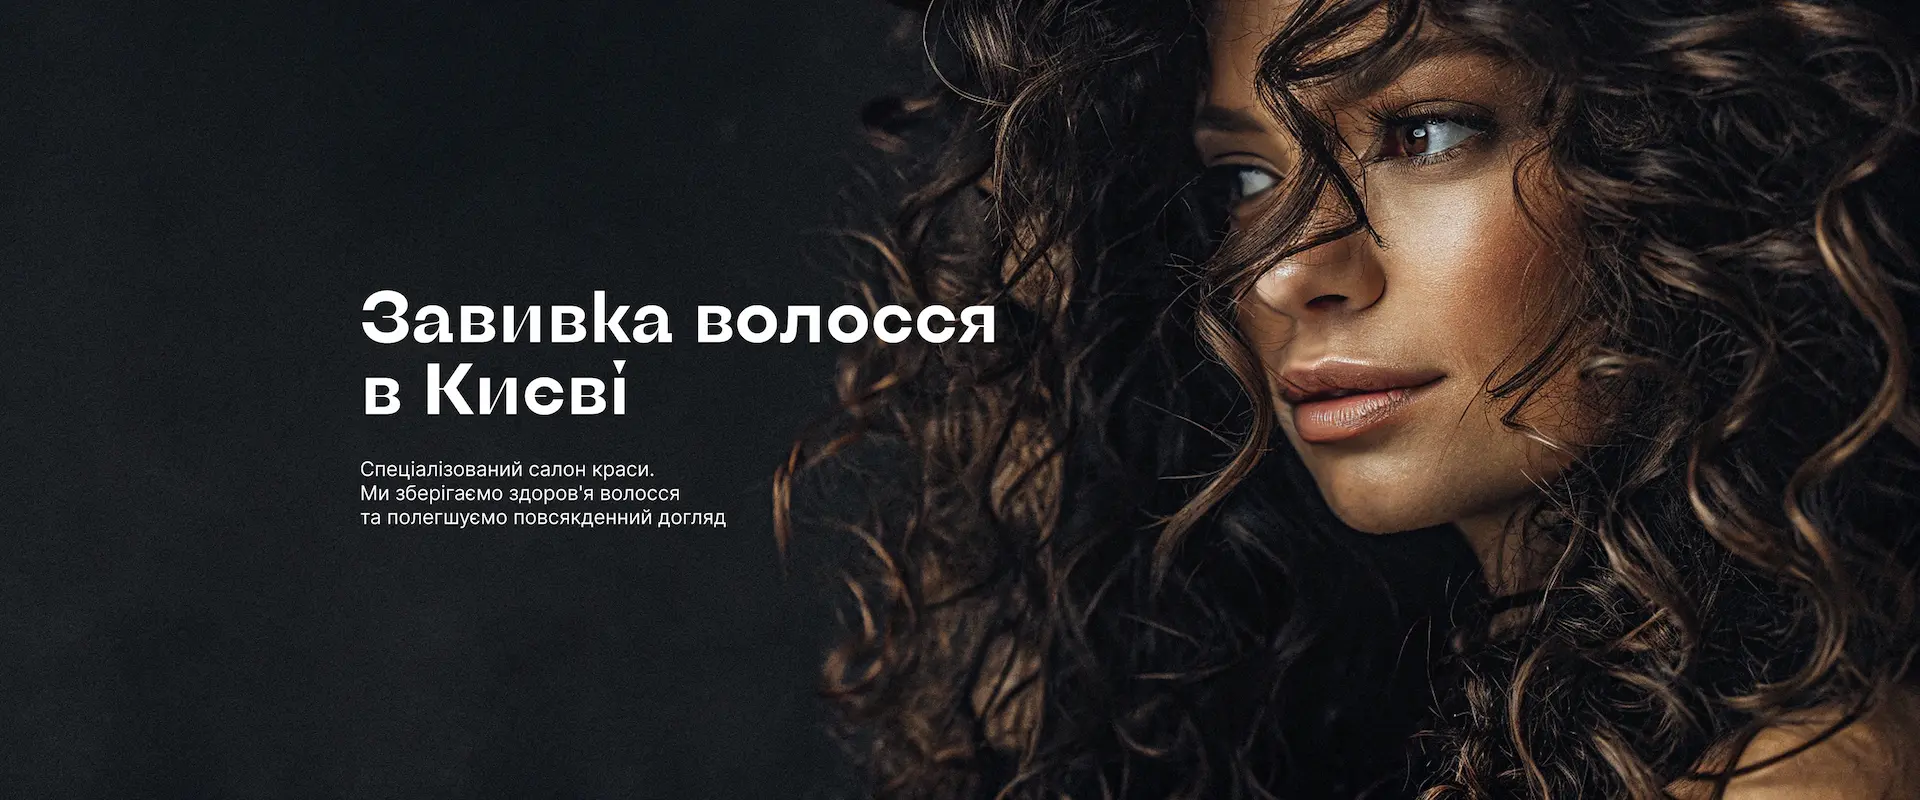 Завивка волосся
в Києві
Спеціалізований салон краси.
Ми зберігаємо здоров'я волосся
та полегшуємо повсякденний догляд